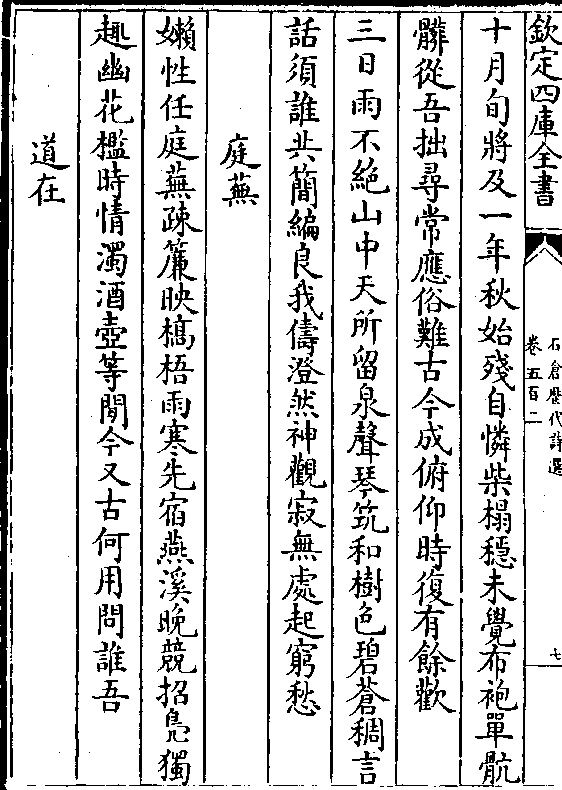 欽定四庫全書
石倉歷代詩選
卷五百二
七
十月旬將及一年秋始殘自憐柴榻穩未覺布袍單骯
髒從吾拙尋常應俗難古今成俯仰時復有餘歡
三日雨不絕山中天所留泉聲琴筑和樹色碧蒼稠言
話須誰共簡編良我儔澄然神觀寂無處起窮愁
庭蕪
嬾性任庭蕪疎簾映槁梧雨寒先宿燕溪晚競招鳧獨
趣幽花檻時情濁酒壺等閒今又古何用問誰吾
道在